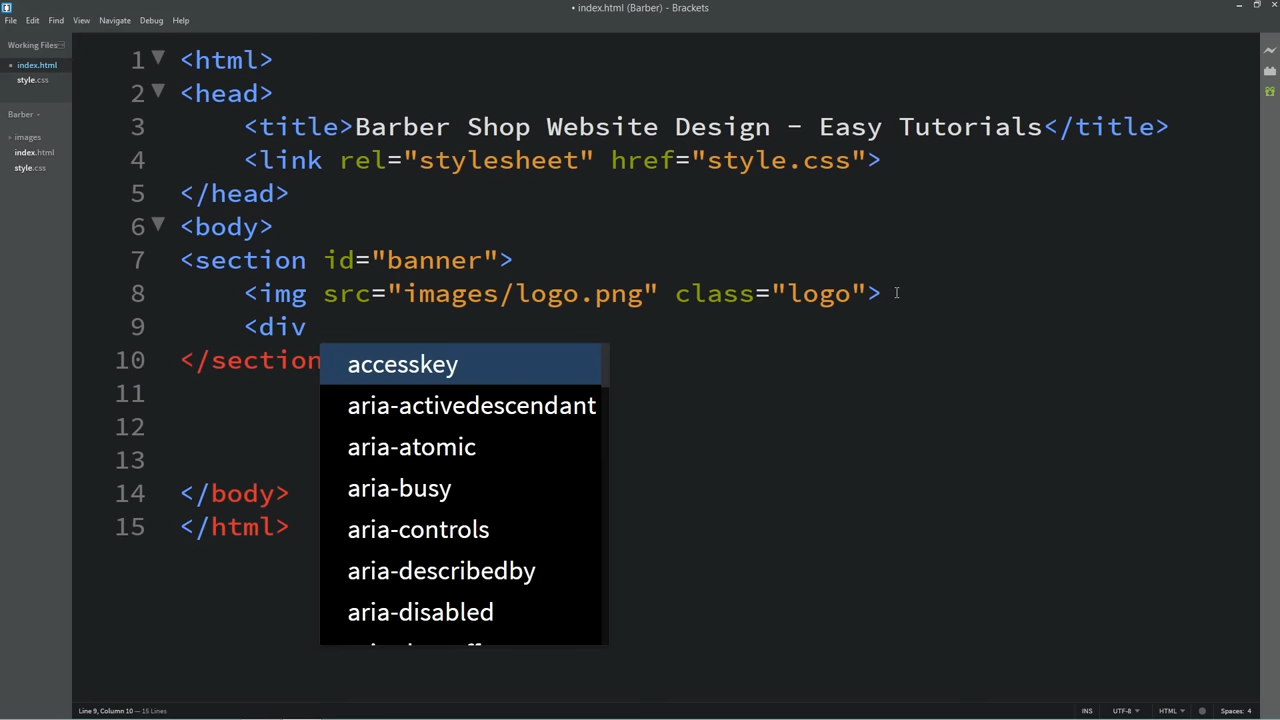 • index.html (Barber) - Brackets
File Edit Find View Navigate Debug Help
Working Files
• index.html
style.css
Barber
images
index.html
style.css
1 <html>
2 <head>
3 <title>Barber Shop Website Design - Easy Tutorials</title>
4 <link rel="stylesheet" href="style.css">
5 </head>
6 <body>
7 <section id="banner">
8 <img src="images/logo.png" class="logo">
9 <div
10 </section
11
12
13
14 </body>
15 </html>
accesskey
aria-activedescendant
aria-atomic
aria-busy
aria-controls
aria-describedby
aria-disabled
Line 9, Column 10 — 15 Lines
INS UTF-8 HTML Spaces: 4